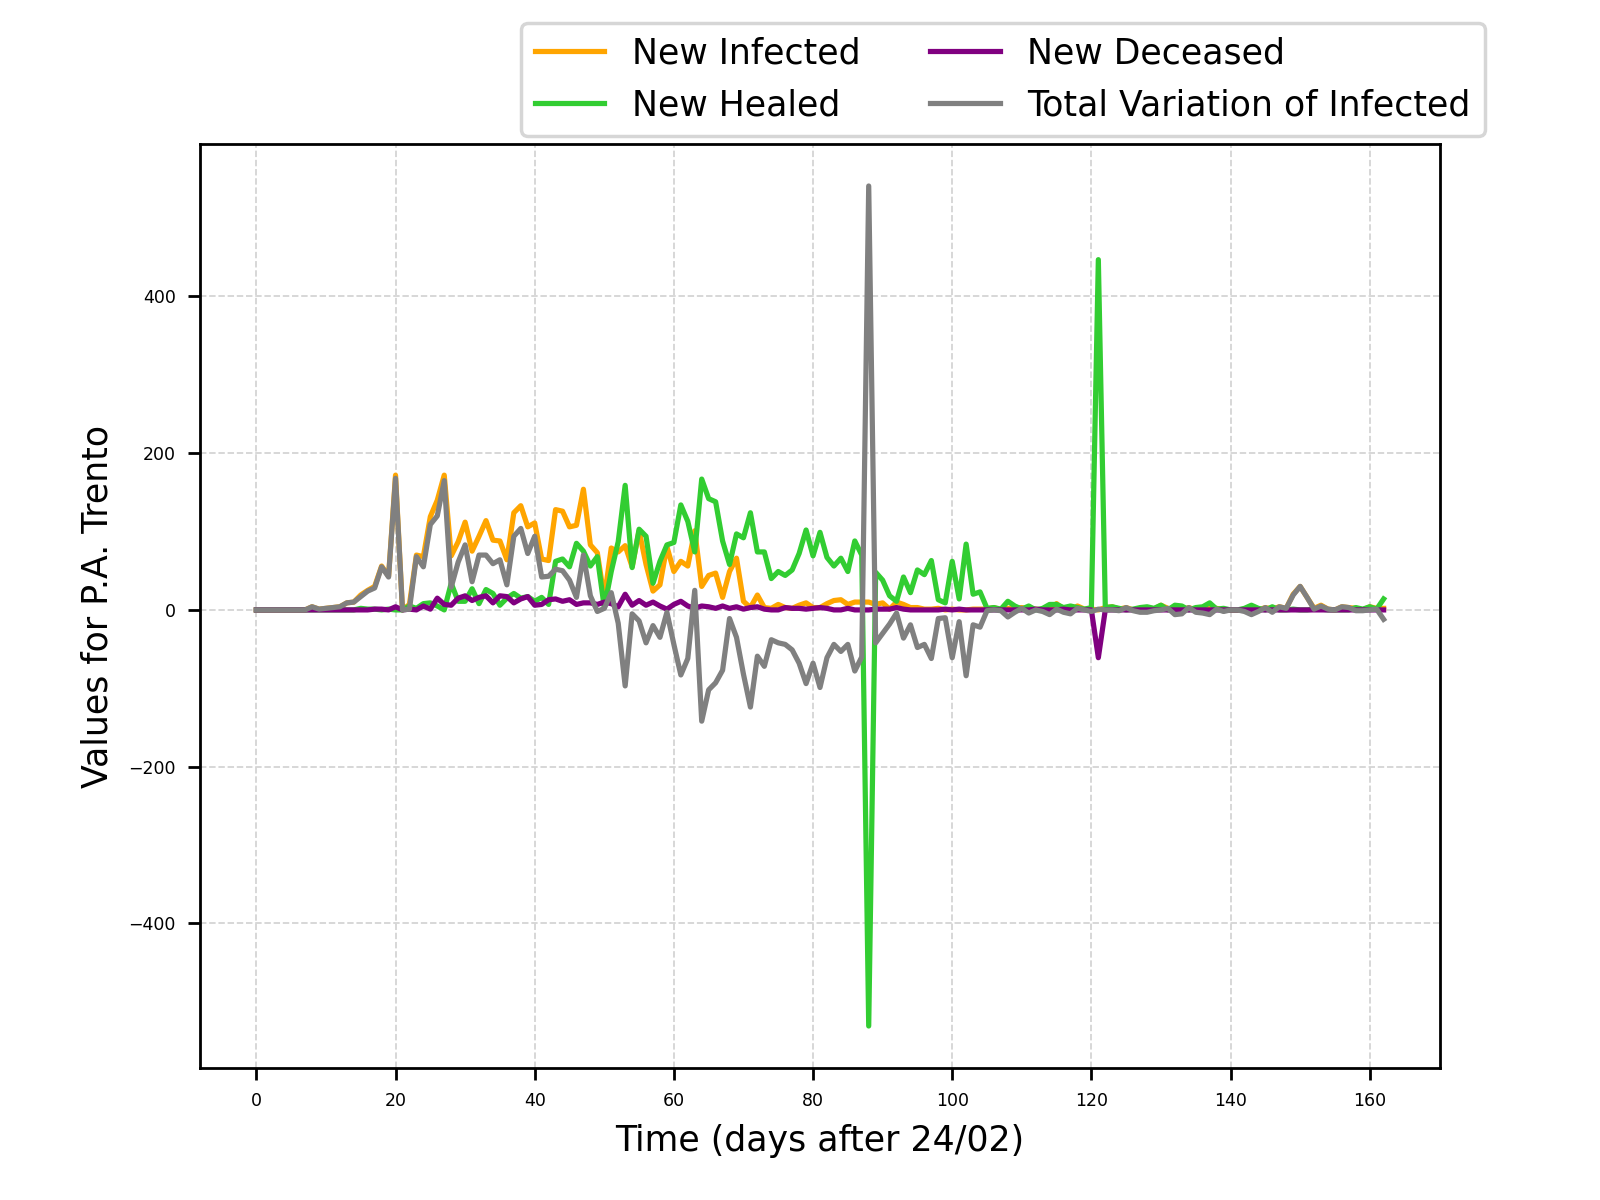 New Infected
New Healed
New Deceased
Total Variation of Infected
Values for P.A. Trento
400
200
0
−200
−400
0 20 40 60 80 100 120 140 160
Time (days after 24/02)